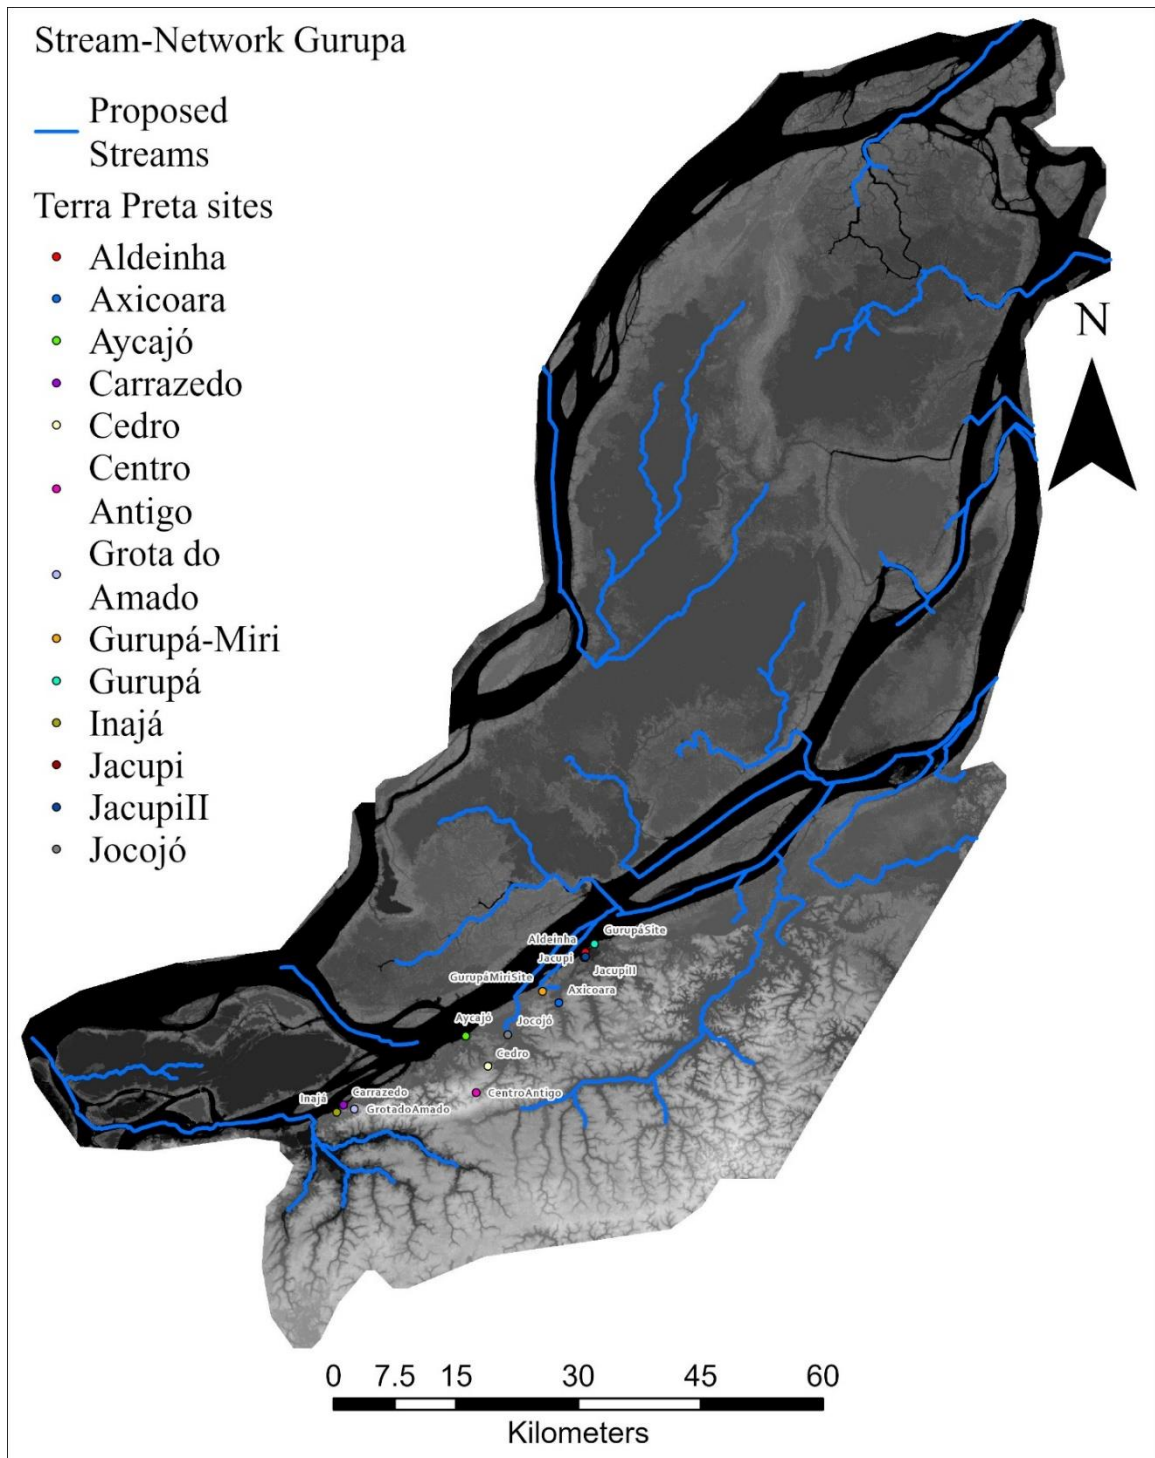 Stream-Network Gurupa
Proposed
Streams
Terra Preta sites
Aldeinha
Axicoara
Aycajó
Carrazedo
Cedro
Centro
Antigo
Grota do
Amado
Gurupá-Miri
Gurupá
Inajá
Jacupi
JacupiII
Jocojó
N
Aldeinha
GurupáSite
Jacupi
JacupiII
GurupáMiriSite
Axicoara
Aycajó
Jocojó
Cedro
CentroAntigo
Inajá
Carrazedo
GrotadoAmado
0 7.5 15 30 45 60
Kilometers